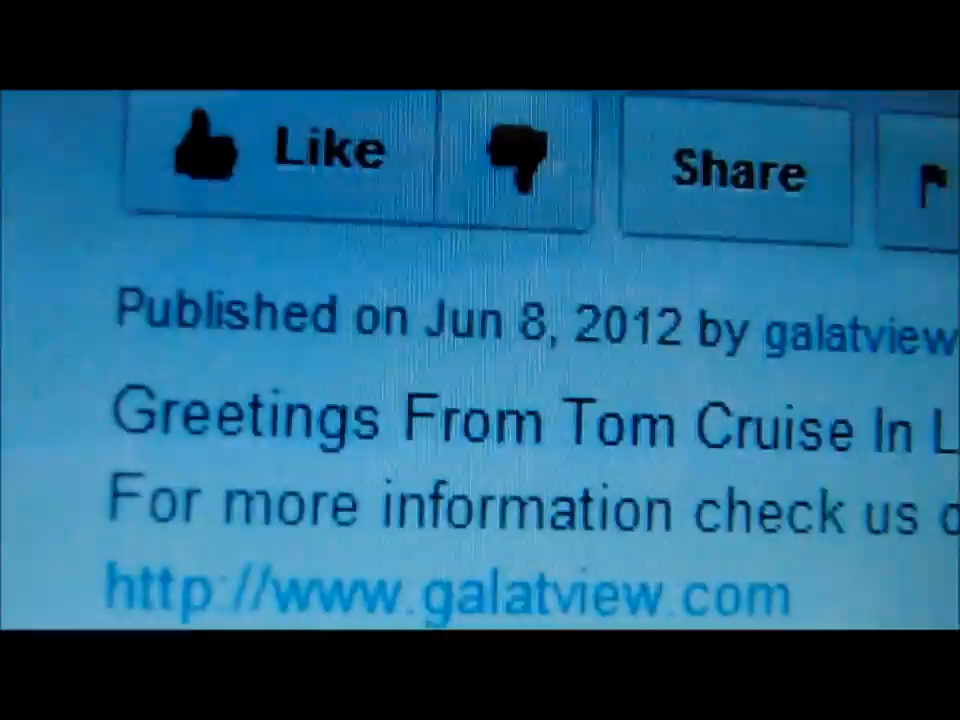 Like Share
Published on Jun 8, 2012 by galatview
Greetings From Tom Cruise In
For more information check us
http://www.galatview.com